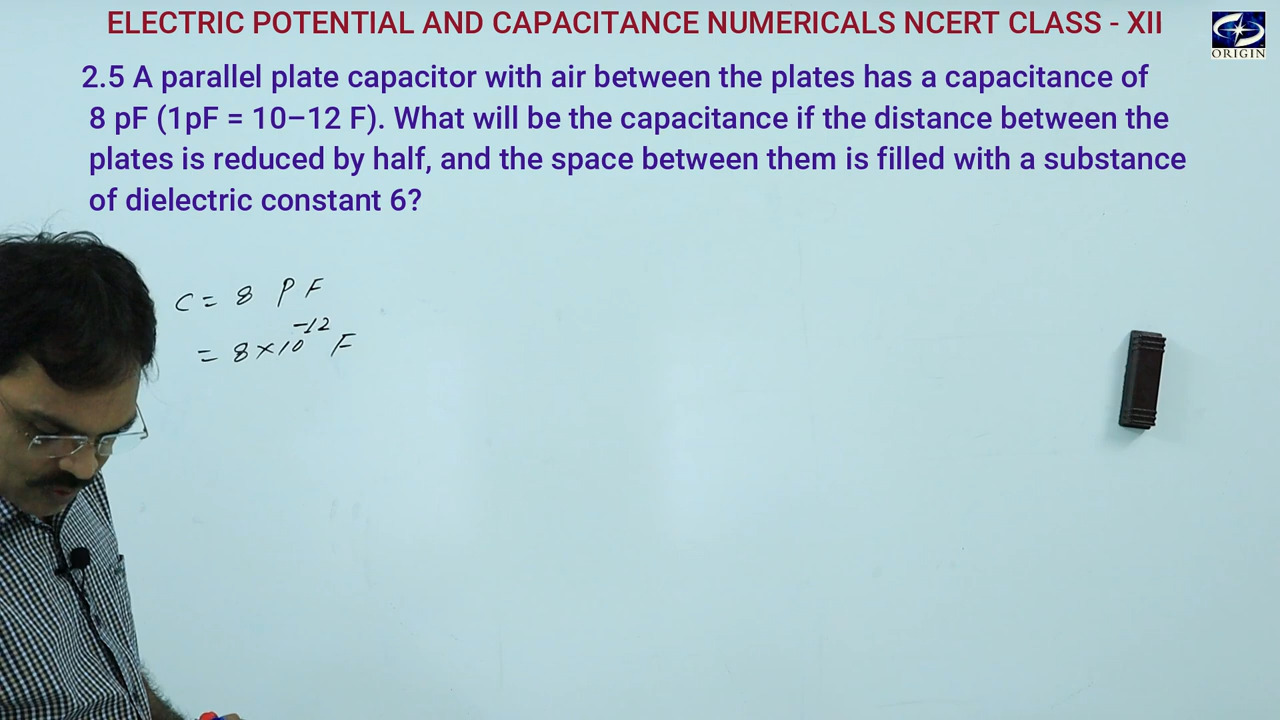 ELECTRIC POTENTIAL AND CAPACITANCE NUMERICALS NCERT CLASS - XII
ORIGIN
2.5 A parallel plate capacitor with air between the plates has a capacitance of
8 pF (1pF = 10–12 F). What will be the capacitance if the distance between the
plates is reduced by half, and the space between them is filled with a substance
of dielectric constant 6?
C = 8 PF
= 8×10⁻¹² F